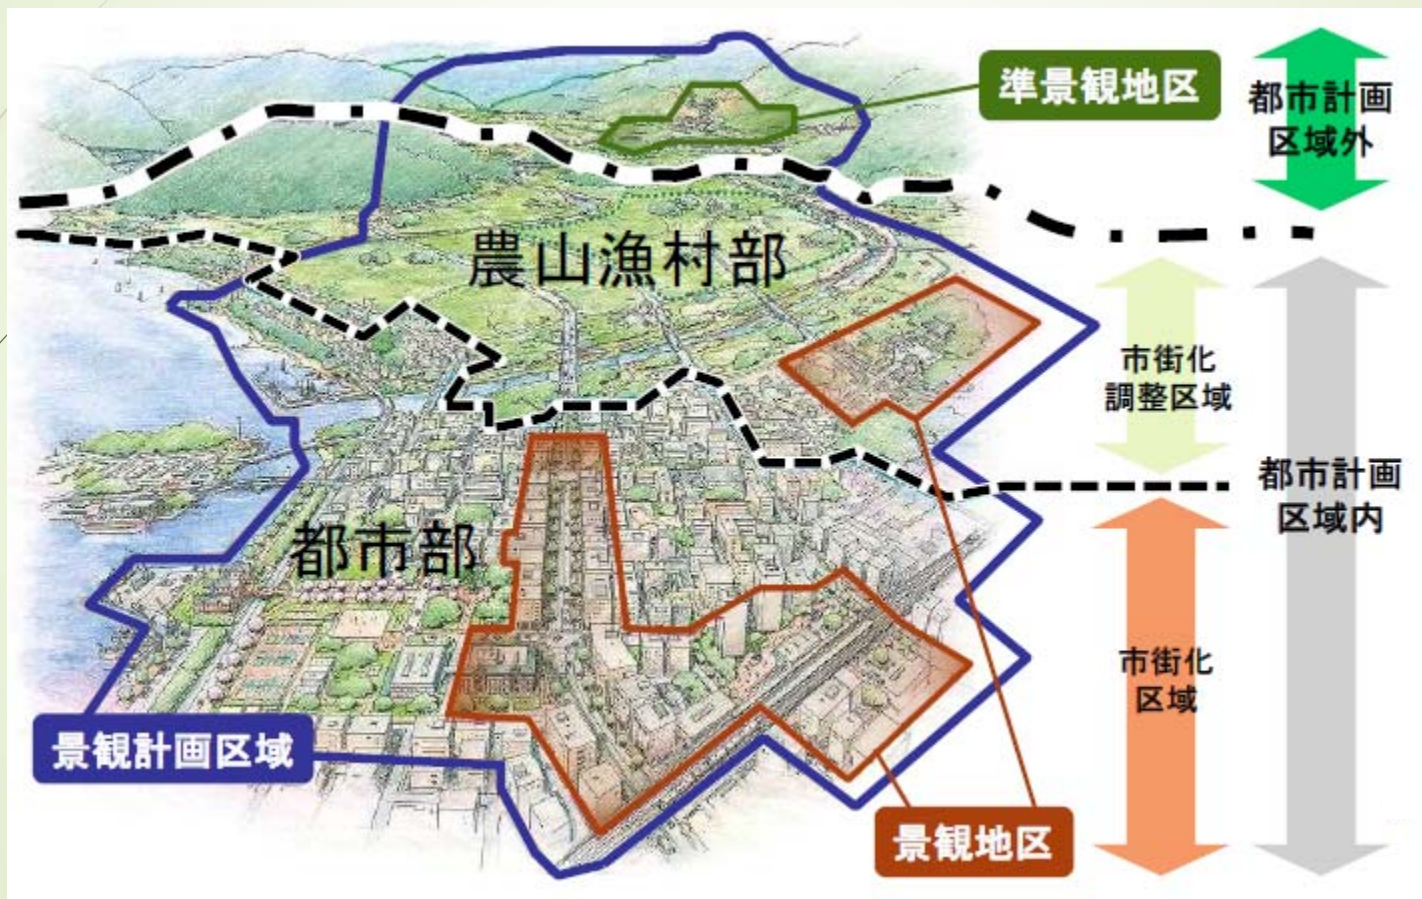 準景観地区
都市計画
区域外
農山漁村部
市街化
調整区域
都市計画
区域内
都市部
市街化
区域
景観計画区域
景観地区